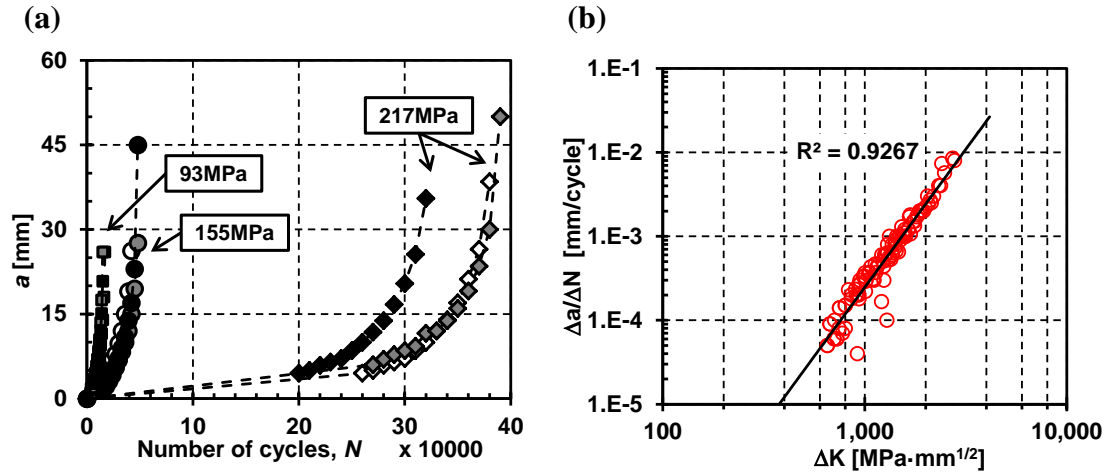 (a)
60
45
30
15
0
a [mm]
217MPa
93MPa
155MPa
0 10 20 30 40
Number of cycles, N x 10000
(b)
1.E-1
1.E-2
1.E-3
1.E-4
1.E-5
Δa/ΔN [mm/cycle]
R² = 0.9267
100 1,000 10,000
ΔK [MPa·mm^1/2]